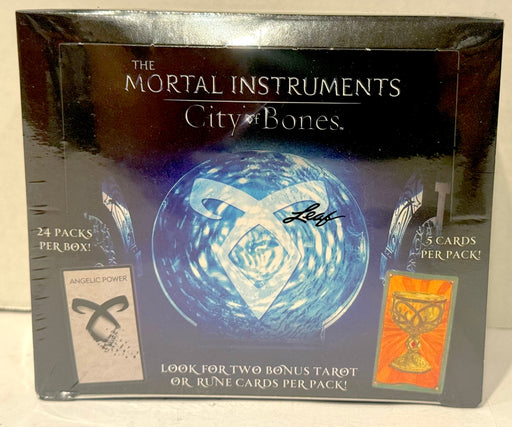 THE
MORTAL INSTRUMENTS
City of Bones™
Leaf
24 PACKS
PER BOX!
5 CARDS
PER PACK!
ANGELIC POWER
LOOK FOR TWO BONUS TAROT
OR RUNE CARDS PER PACK!